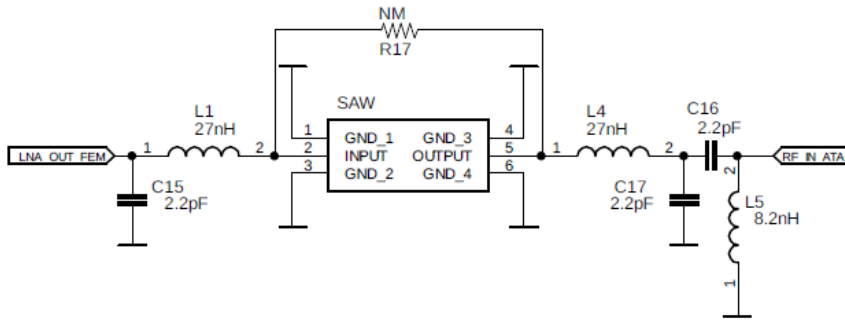 NM
R17
SAW
L1
27nH
L4
27nH
C16
2.2pF
LNA_OUT_FEM
1
2
1
2
3
GND_1
INPUT
GND_2
GND_3
OUTPUT
GND_4
4
5
6
1
2
RF_IN_ATA
C15
2.2pF
C17
2.2pF
2
L5
8.2nH
1